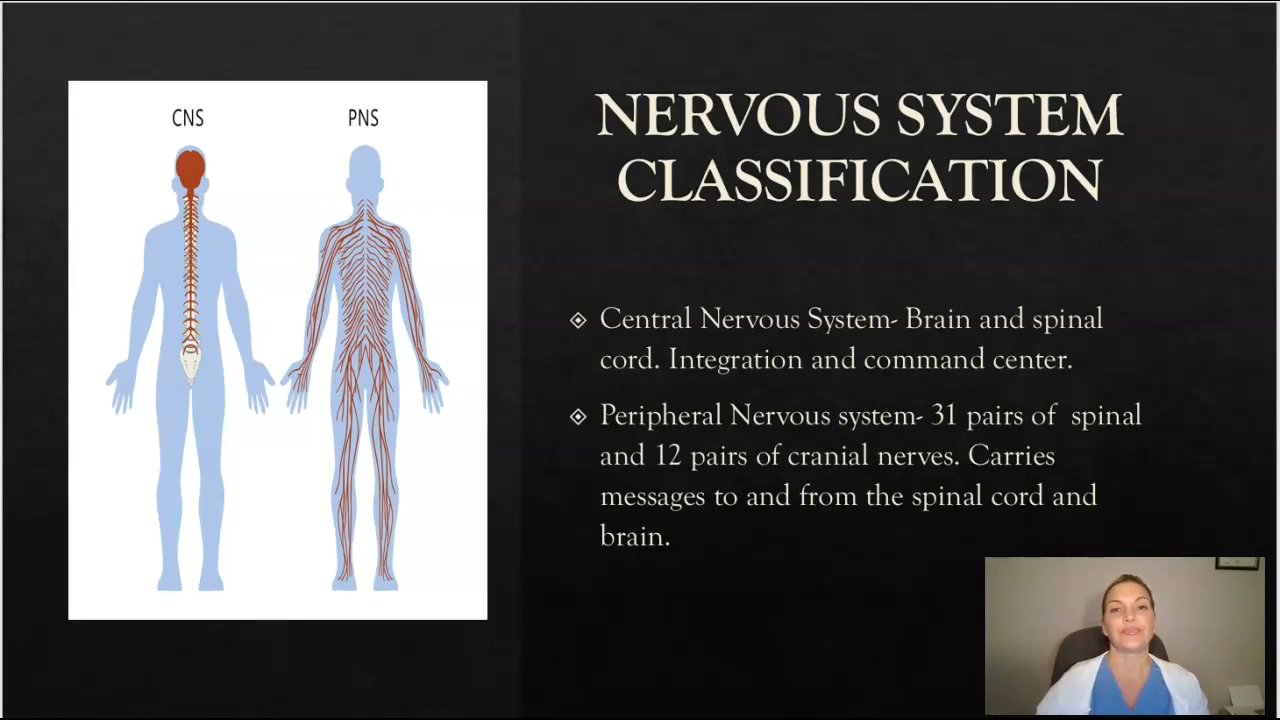 CNS
PNS
NERVOUS SYSTEM
CLASSIFICATION
Central Nervous System- Brain and spinal
cord. Integration and command center.
Peripheral Nervous system- 31 pairs of spinal
and 12 pairs of cranial nerves. Carries
messages to and from the spinal cord and
brain.